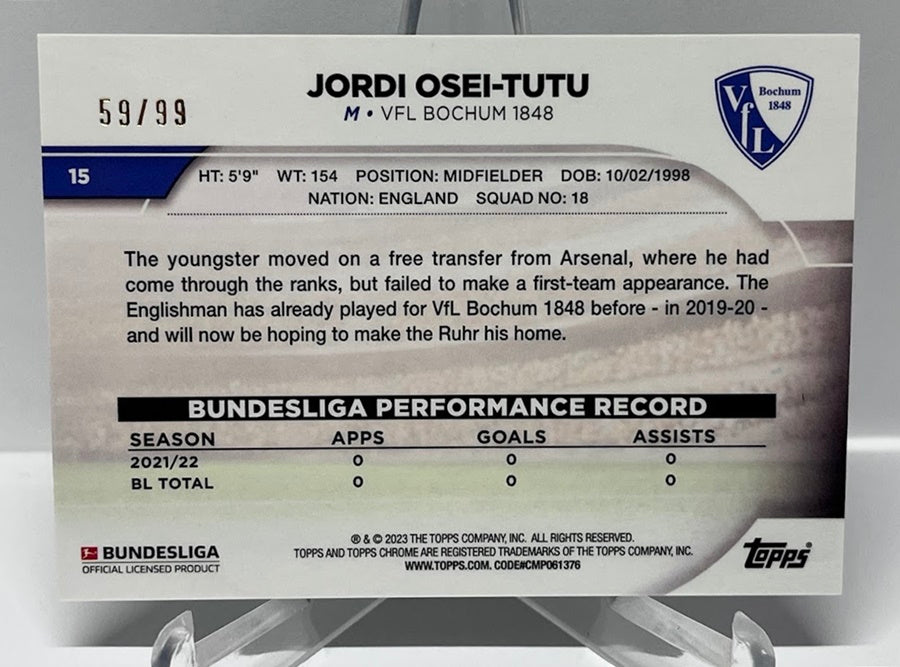 59/99
JORDI OSEI-TUTU
M • VFL BOCHUM 1848
VfL Bochum 1848
15
HT: 5'9" WT: 154 POSITION: MIDFIELDER DOB: 10/02/1998
NATION: ENGLAND SQUAD NO: 18
The youngster moved on a free transfer from Arsenal, where he had
come through the ranks, but failed to make a first-team appearance. The
Englishman has already played for VfL Bochum 1848 before - in 2019-20 -
and will now be hoping to make the Ruhr his home.
BUNDESLIGA PERFORMANCE RECORD
SEASON APPS GOALS ASSISTS
2021/22 0 0 0
BL TOTAL 0 0 0
BUNDESLIGA
OFFICIAL LICENSED PRODUCT
® & © 2023 THE TOPPS COMPANY, INC. ALL RIGHTS RESERVED.
TOPPS AND TOPPS CHROME ARE REGISTERED TRADEMARKS OF THE TOPPS COMPANY, INC.
WWW.TOPPS.COM. CODE#CMP061376
topps®